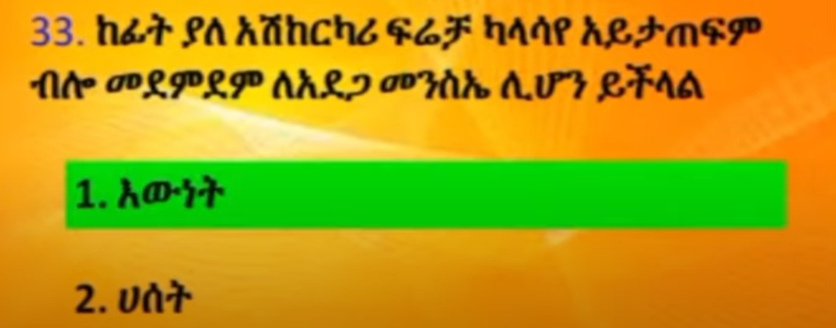 33. ከፊት ያለ አሽከርካሪ ፍሬቻ ካላሳየ አይታጠፍም
ብሎ መደምደም ለአደጋ መንስኤ ሊሆን ይችላል
1. እውነት
2. ሀሰት